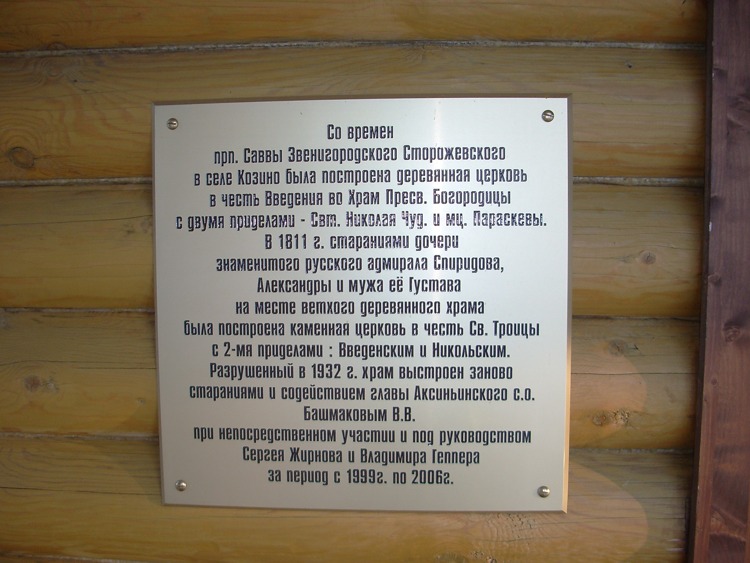 Со времен
прп. Саввы Звенигородского Сторожевского
в селе Козино была построена деревянная церковь
в честь Введения во Храм Пресв. Богородицы
с двумя приделами - Свт. Николая Чуд. и мц. Параскевы.
В 1811 г. стараниями дочери
знаменитого русского адмирала Спиридова,
Александры и мужа её Густава
на месте ветхого деревянного храма
была построена каменная церковь в честь Св. Троицы
с 2-мя приделами : Введенским и Никольским.
Разрушенный в 1932 г. храм выстроен заново
стараниями и содействием главы Аксиньинского с.о.
Башмаковым В.В.
при непосредственном участии и под руководством
Сергея Жирнова и Владимира Геппера
за период с 1999г. по 2006г.